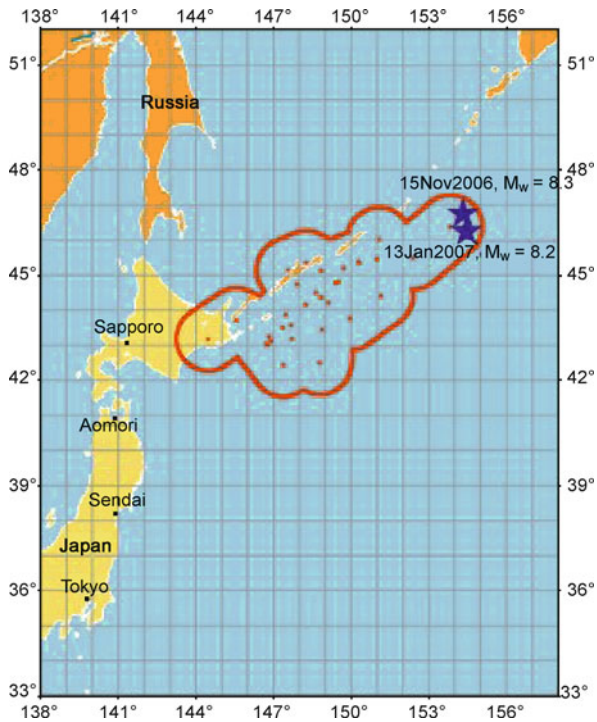 138° 141° 144° 147° 150° 153° 156°
51° 51°
Russia
48° 48°
15Nov2006, Mw = 8.3
13Jan2007, Mw = 8.2
45° 45°
Sapporo
42° 42°
Aomori
39° 39°
Sendai
Japan
36° 36°
Tokyo
33° 33°
138° 141° 144° 147° 150° 153° 156°